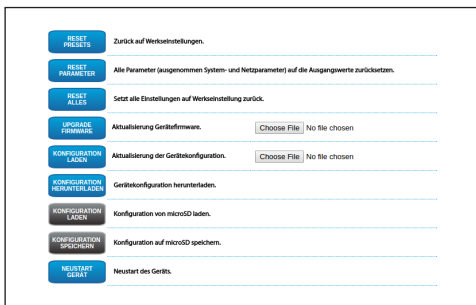 RESET
PRESETS
Zurück auf Werkseinstellungen.
RESET
PARAMETER
Alle Parameter (ausgenommen System- und Netzparameter) auf die Ausgangswerte zurücksetzen.
RESET
ALLES
Setzt alle Einstellungen auf Werkseinstellung zurück.
UPGRADE
FIRMWARE
Aktualisierung Gerätefirmware.
Choose File No file chosen
KONFIGURATION
LADEN
Aktualisierung der Gerätekonfiguration.
Choose File No file chosen
KONFIGURATION
HERUNTERLADEN
Gerätekonfiguration herunterladen.
KONFIGURATION
LADEN
Konfiguration von microSD laden.
KONFIGURATION
SPEICHERN
Konfiguration auf microSD speichern.
NEUSTART
GERÄT
Neustart des Geräts.